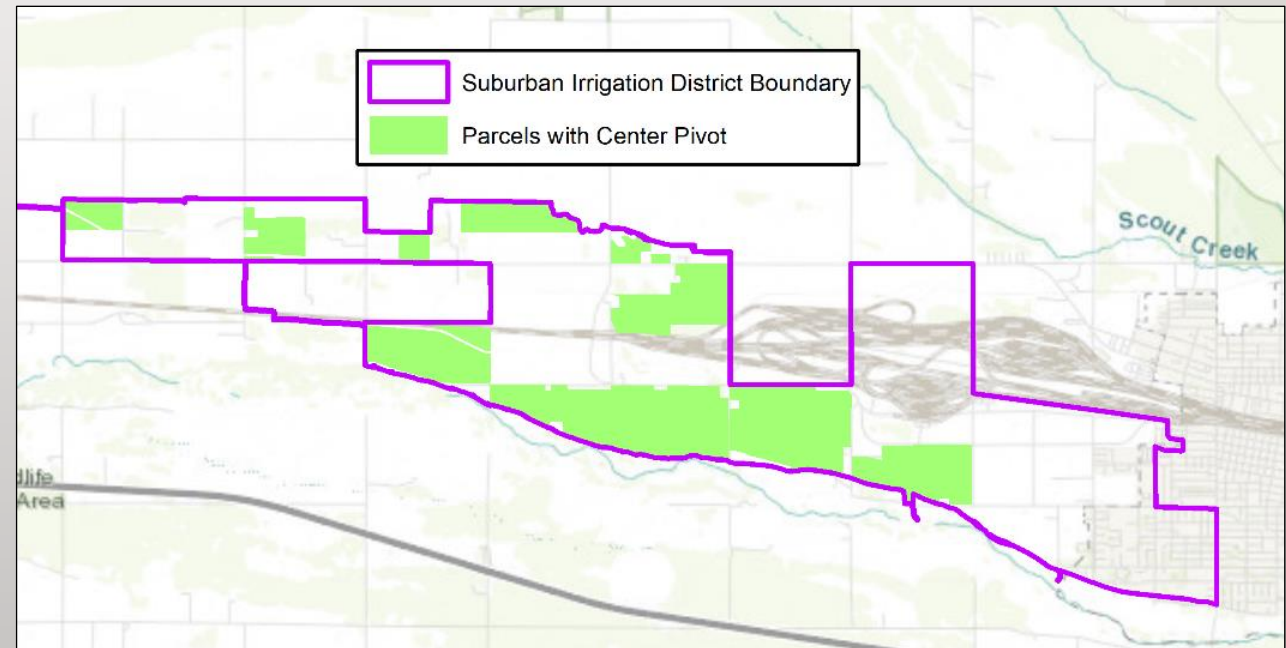 Suburban Irrigation District Boundary
Parcels with Center Pivot
Scout Creek
dlife
Area